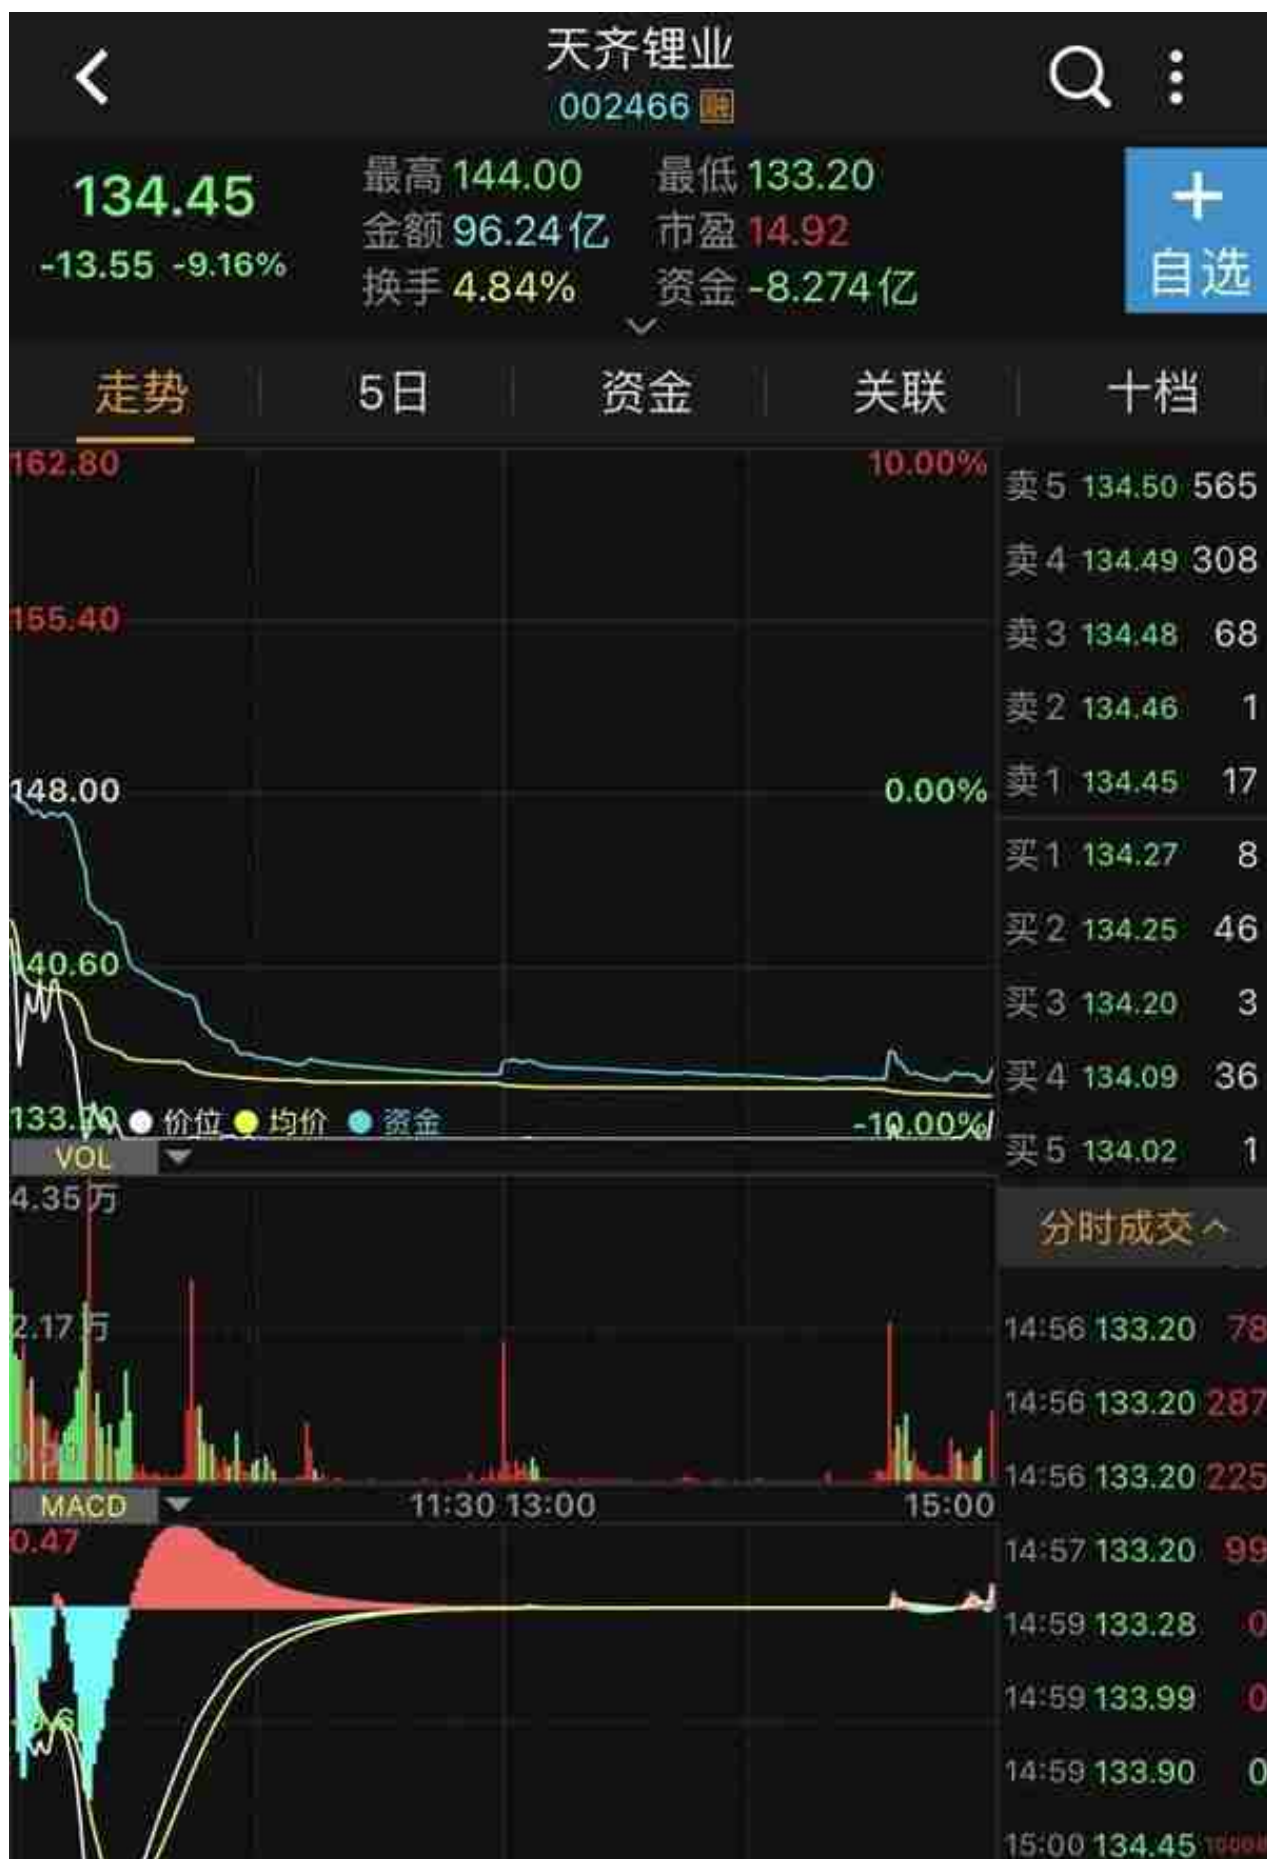 天齐锂业
002466 融
134.45
-13.55 -9.16%
最高 144.00 最低 133.20
金额 96.24亿 市盈 14.92
换手 4.84% 资金 -8.274亿
+
自选
走势 5日 资金 关联 十档
162.80 10.00%
155.40
148.00 0.00%
140.60
133.20 价位 均价 资金 -10.00%
卖5 134.50 565
卖4 134.49 308
卖3 134.48 68
卖2 134.46 1
卖1 134.45 17
买1 134.27 8
买2 134.25 46
买3 134.20 3
买4 134.09 36
买5 134.02 1
VOL
4.35万
2.17万
MACD 11:30 13:00 15:00
0.47
分时成交
14:56 133.20 78
14:56 133.20 287
14:56 133.20 225
14:57 133.20 99
14:59 133.28 0
14:59 133.99 0
14:59 133.90 0
15:00 134.45